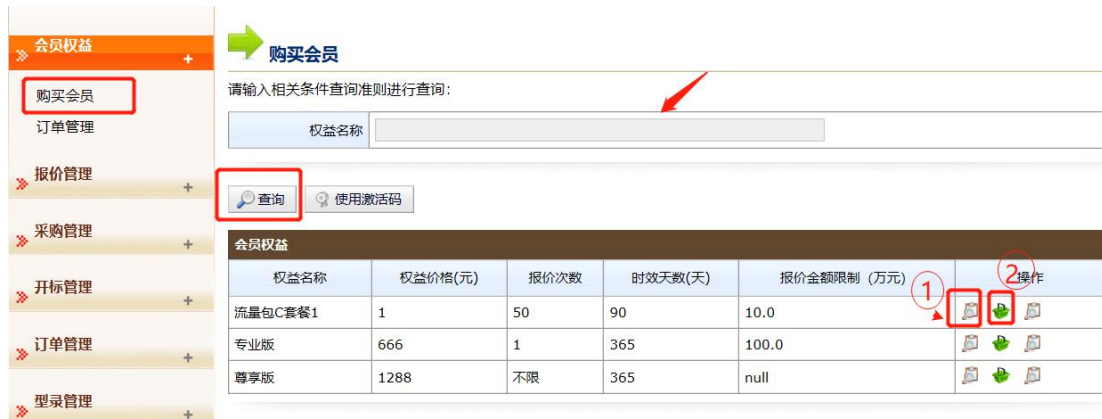 会员权益
+
购买会员
订单管理
报价管理
+
采购管理
+
开标管理
+
订单管理
+
型录管理
+
购买会员
请输入相关条件查询准则进行查询:
权益名称
查询 使用激活码
会员权益
权益名称 权益价格(元) 报价次数 时效天数(天) 报价金额限制 (万元) 操作
1 2
流量包C套餐1 1 50 90 10.0
专业版 666 1 365 100.0
尊享版 1288 不限 365 null